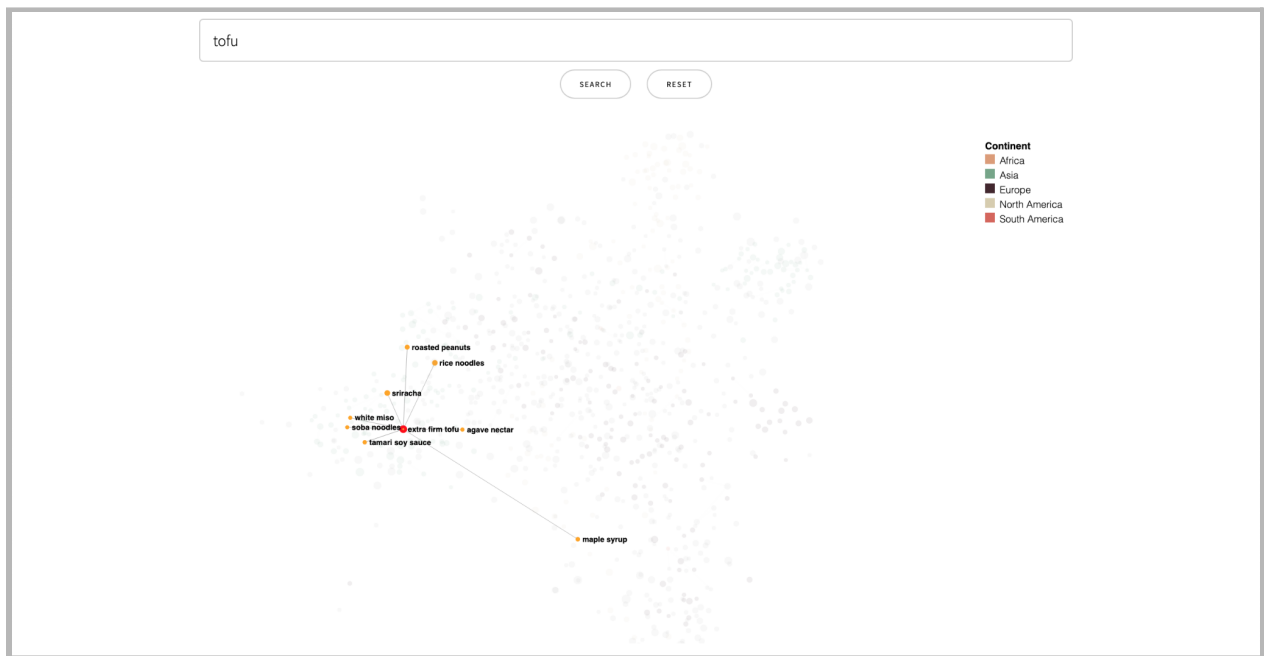 tofu
SEARCH RESET
Continent
Africa
Asia
Europe
North America
South America
roasted peanuts
rice noodles
sriracha
white miso
soba noodles extra firm tofu agave nectar
tamari soy sauce
maple syrup